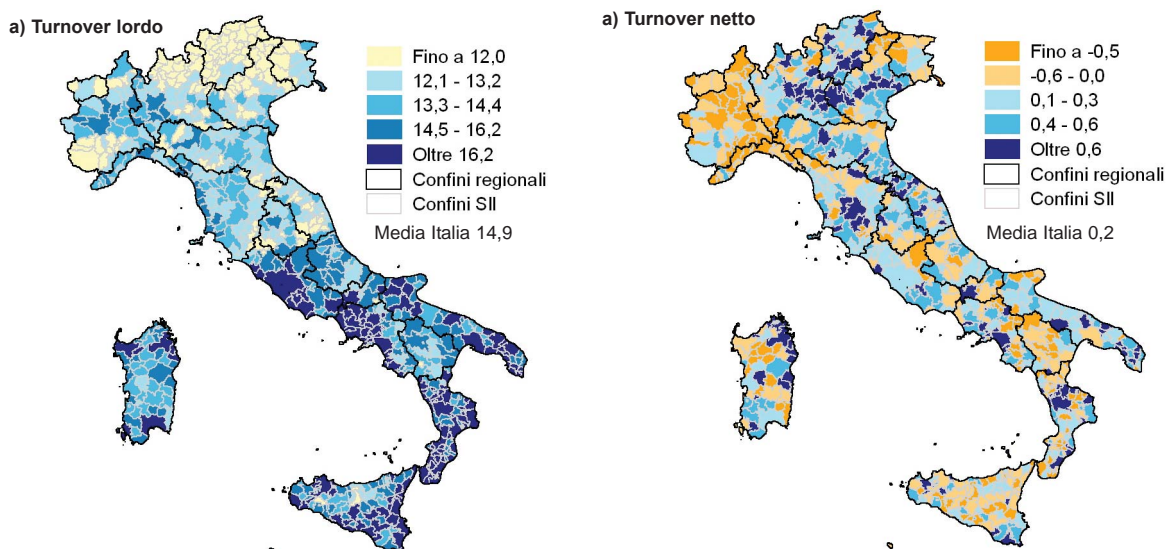 a) Turnover lordo
Fino a 12,0
12,1 - 13,2
13,3 - 14,4
14,5 - 16,2
Oltre 16,2
Confini regionali
Confini Sll
Media Italia 14,9
a) Turnover netto
Fino a -0,5
-0,6 - 0,0
0,1 - 0,3
0,4 - 0,6
Oltre 0,6
Confini regionali
Confini Sll
Media Italia 0,2